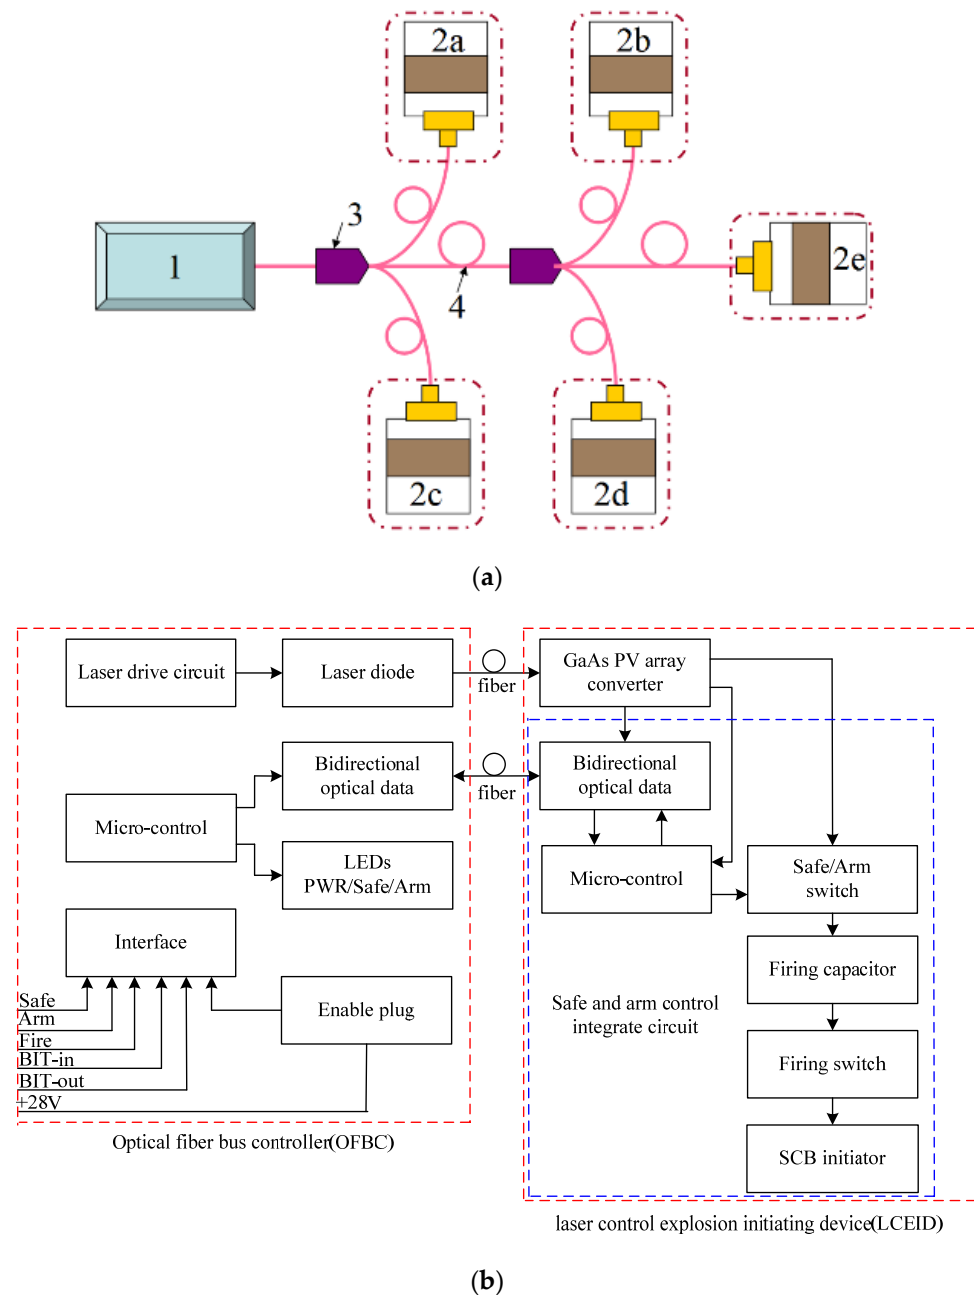 2a
2b
3
1
2e
4
2c
2d
(a)
Laser drive circuit
Laser diode
fiber
GaAs PV array
converter
Bidirectional
optical data
fiber
Bidirectional
optical data
Micro-control
LEDs
PWR/Safe/Arm
Micro-control
Safe/Arm
switch
Interface
Firing capacitor
Safe
Arm
Fire
BIT-in
BIT-out
+28V
Enable plug
Safe and arm control
integrate circuit
Firing switch
SCB initiator
Optical fiber bus controller(OFBC)
laser control explosion initiating device(LCEID)
(b)